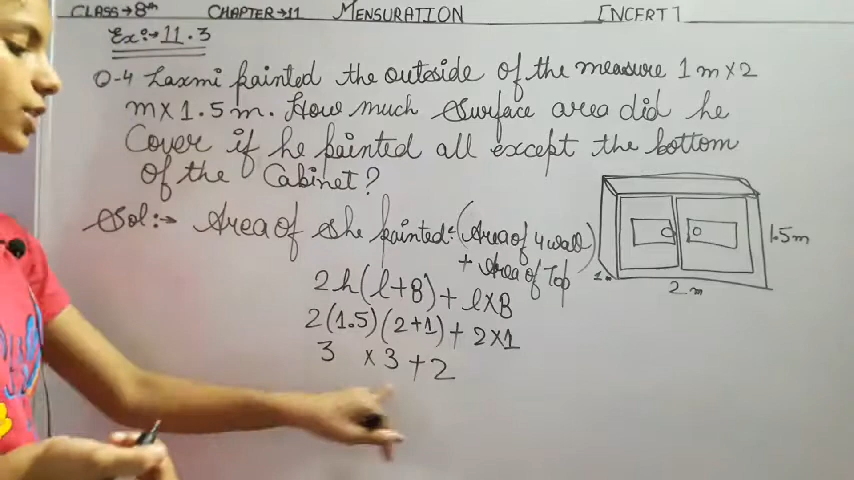 CLASS→8th CHAPTER→11 MENSURATION [NCERT]
Ex:→11.3
Q-4 Laxmi painted the outeside of the measure 1 m x 2
m x 1.5 m. How much Surface area did he
Cover if he painted all except the bottom
of the Cabinet?
Sol:→ Area of she painted = (Area of 4 wall)
+ Area of Top
2h(l+B) + l×B
2(1.5)(2+1) + 2×1
3 × 3 + 2
1.5m
1m
2 m